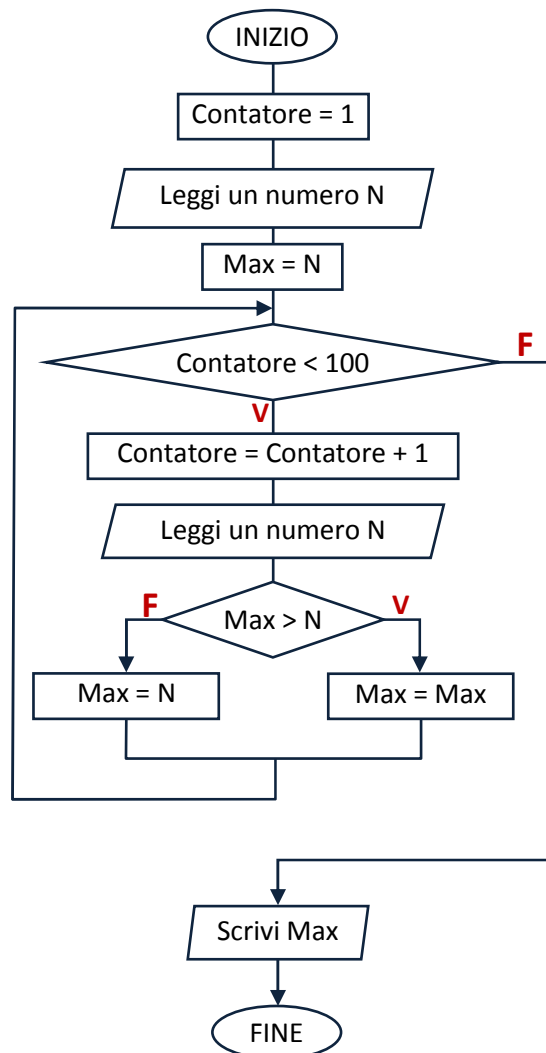 INIZIO
Contatore = 1
Leggi un numero N
Max = N
Contatore < 100
F
V
Contatore = Contatore + 1
Leggi un numero N
F
Max > N
V
Max = N
Max = Max
Scrivi Max
FINE